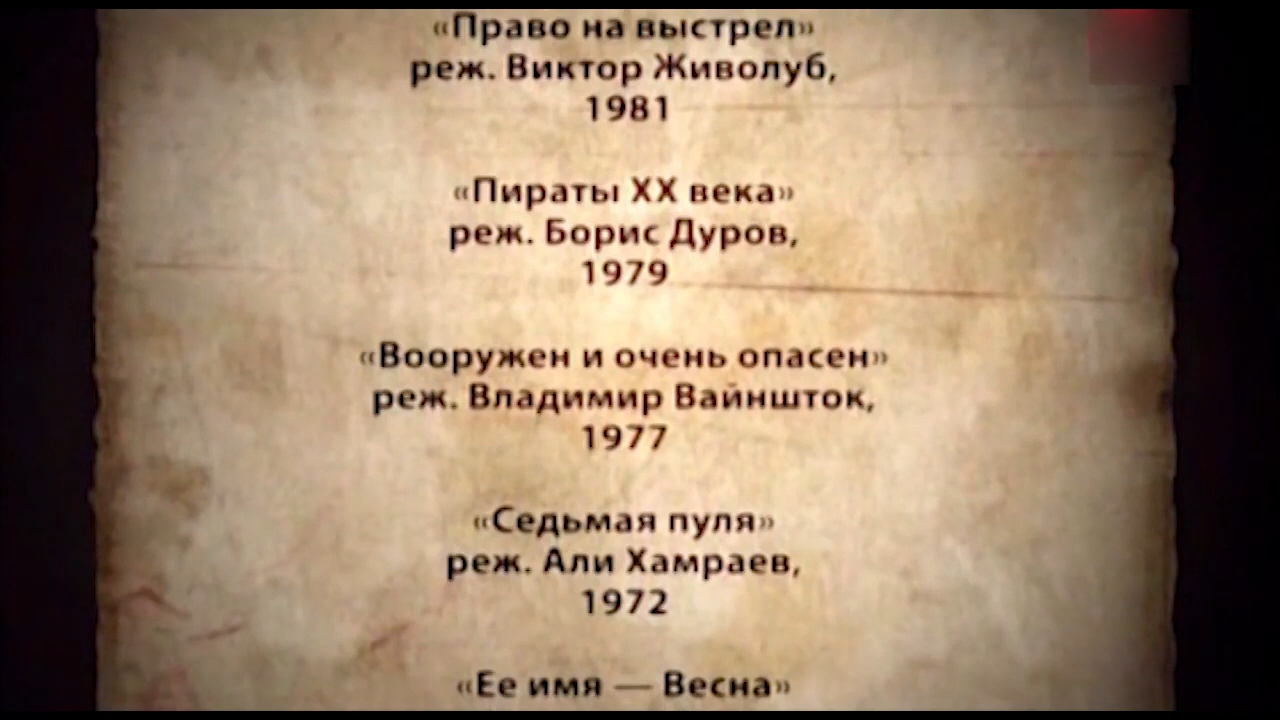 «Право на выстрел»
реж. Виктор Живолуб,
1981
«Пираты XX века»
реж. Борис Дуров,
1979
«Вооружен и очень опасен»
реж. Владимир Вайншток,
1977
«Седьмая пуля»
реж. Али Хамраев,
1972
«Ее имя — Весна»